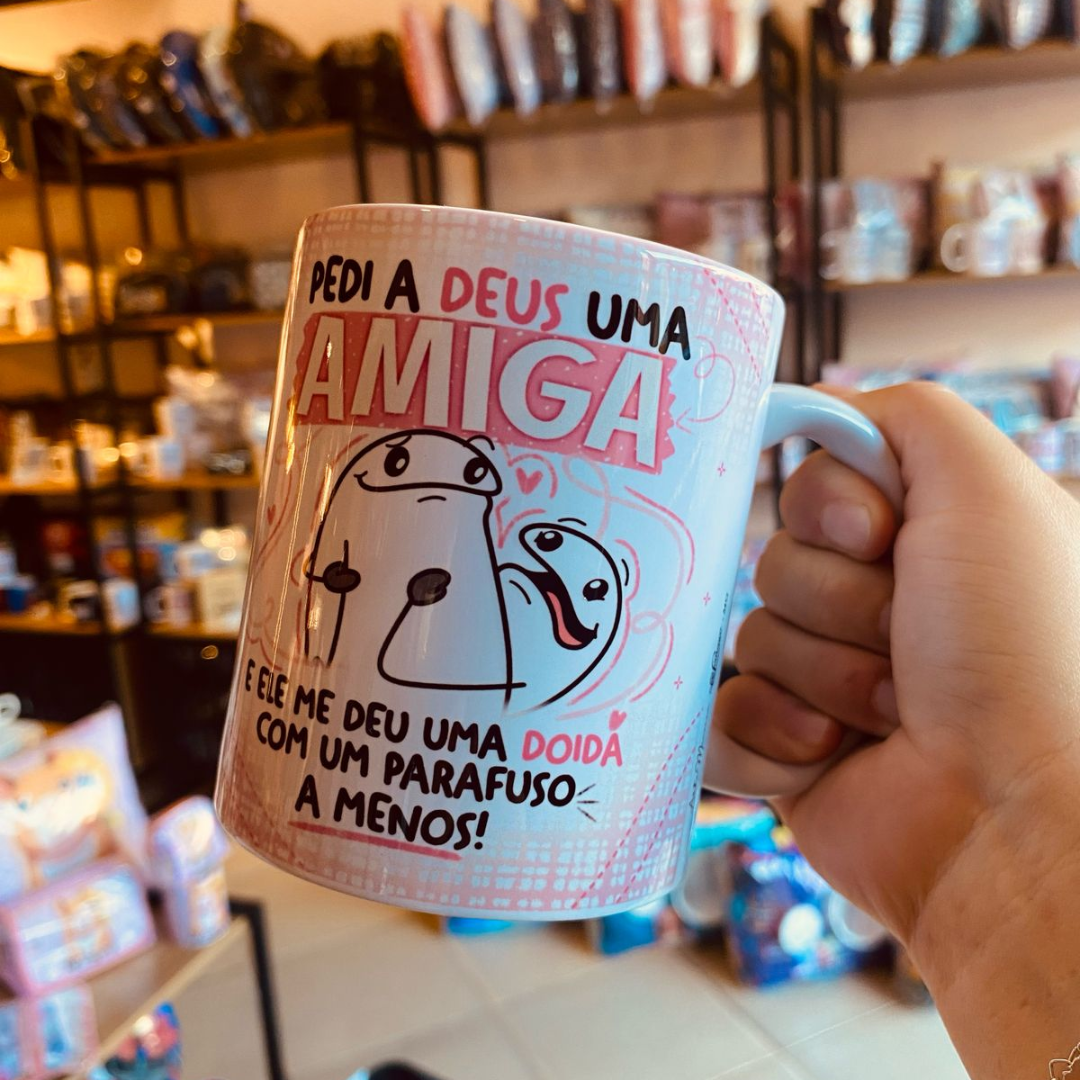 PEDI A DEUS UMA
AMIGA
E ELE ME DEU UMA DOIDA
COM UM PARAFUSO
A MENOS!